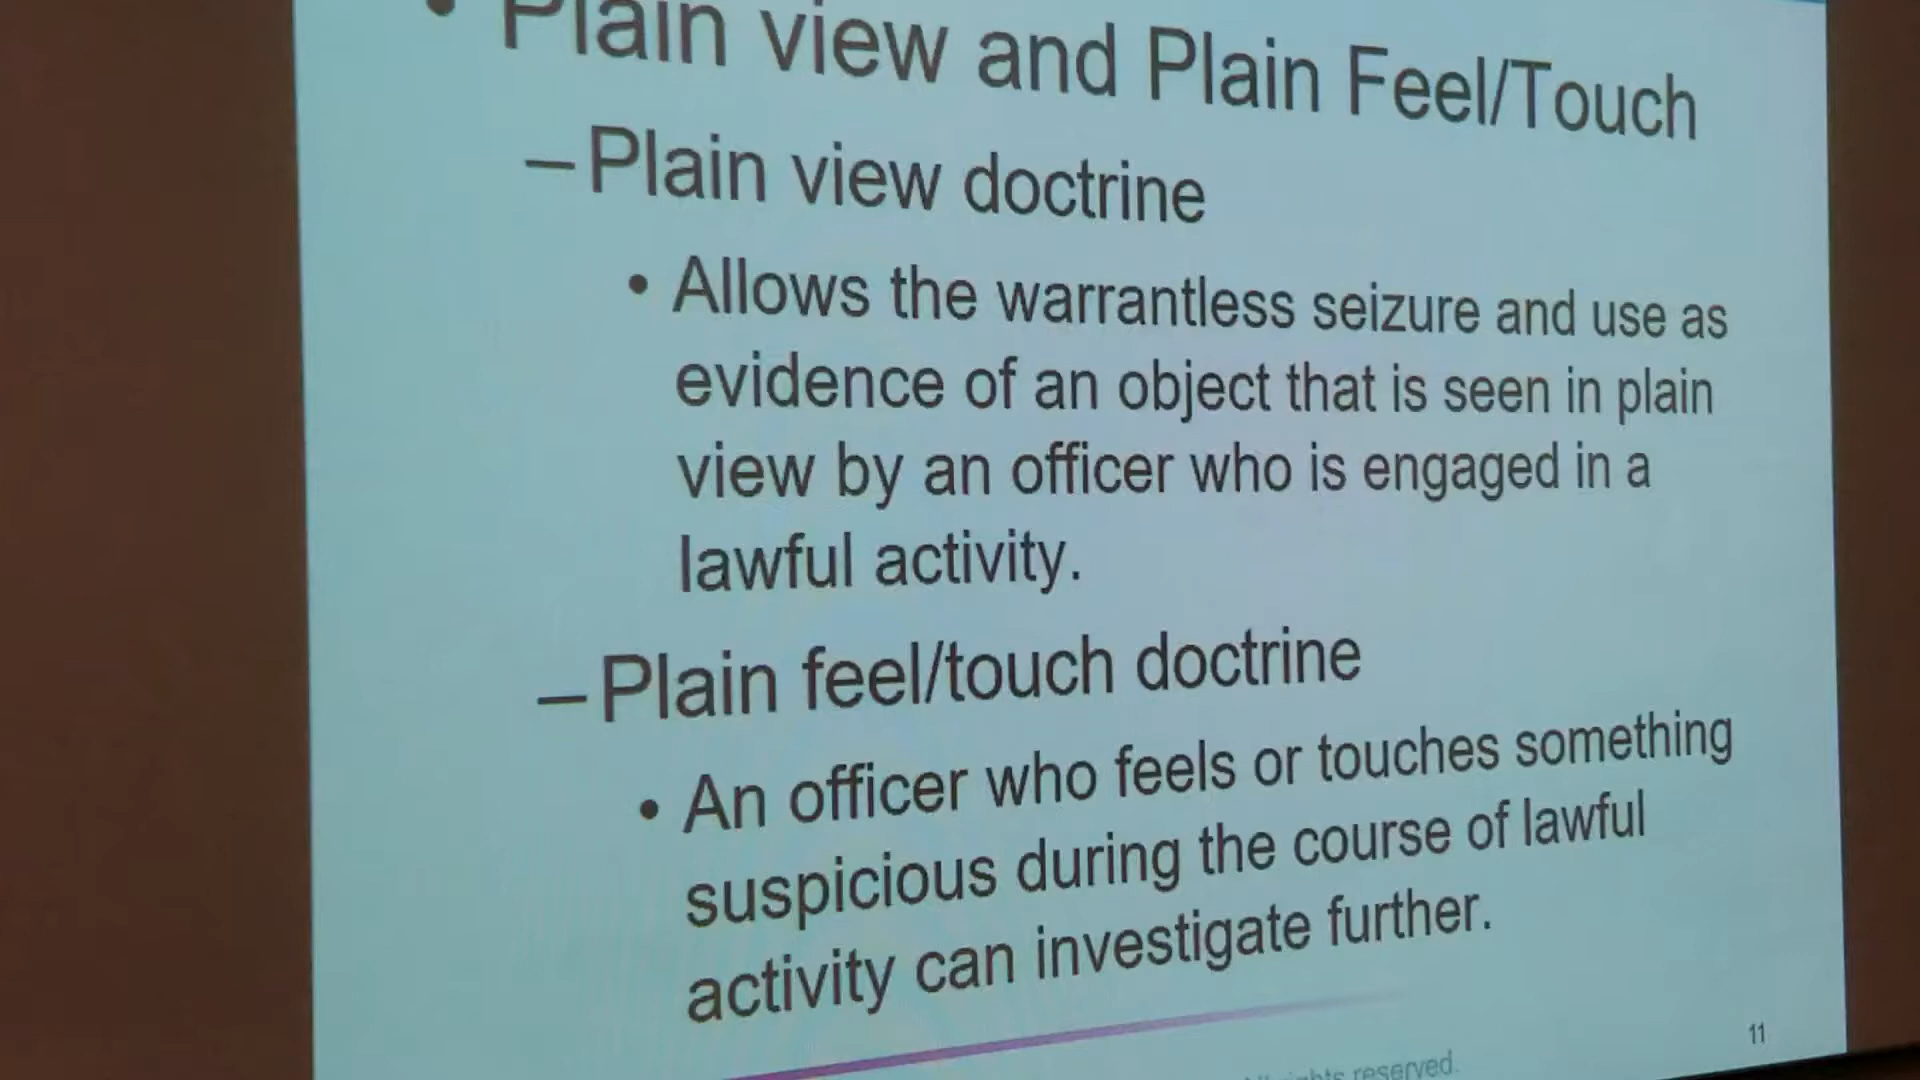 • Plain view and Plain Feel/Touch
– Plain view doctrine
• Allows the warrantless seizure and use as
evidence of an object that is seen in plain
view by an officer who is engaged in a
lawful activity.
– Plain feel/touch doctrine
• An officer who feels or touches something
suspicious during the course of lawful
activity can investigate further.
11
reserved.